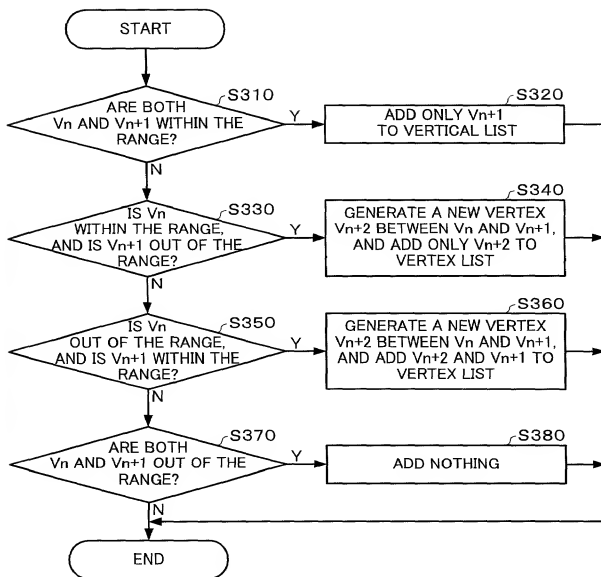 START
S310
ARE BOTH
Vn AND Vn+1 WITHIN THE
RANGE?
Y
N
S320
ADD ONLY Vn+1
TO VERTICAL LIST
S330
IS Vn
WITHIN THE RANGE,
AND IS Vn+1 OUT OF THE
RANGE?
Y
N
S340
GENERATE A NEW VERTEX
Vn+2 BETWEEN Vn AND Vn+1,
AND ADD ONLY Vn+2 TO
VERTEX LIST
S350
IS Vn
OUT OF THE RANGE,
AND IS Vn+1 WITHIN THE
RANGE?
Y
N
S360
GENERATE A NEW VERTEX
Vn+2 BETWEEN Vn AND Vn+1,
AND ADD Vn+2 AND Vn+1 TO
VERTEX LIST
S370
ARE BOTH
Vn AND Vn+1 OUT OF THE
RANGE?
Y
N
S380
ADD NOTHING
END